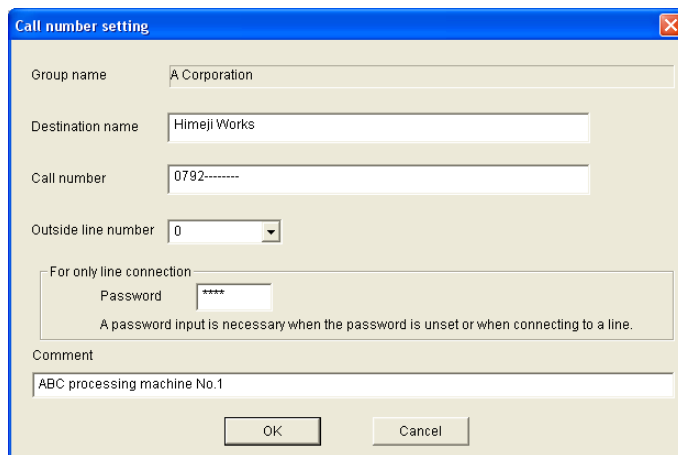 Call number setting
Group name A Corporation
Destination name Himeji Works
Call number 0792--------
Outside line number 0
For only line connection
Password ****
A password input is necessary when the password is unset or when connecting to a line.
Comment
ABC processing machine No.1
OK Cancel